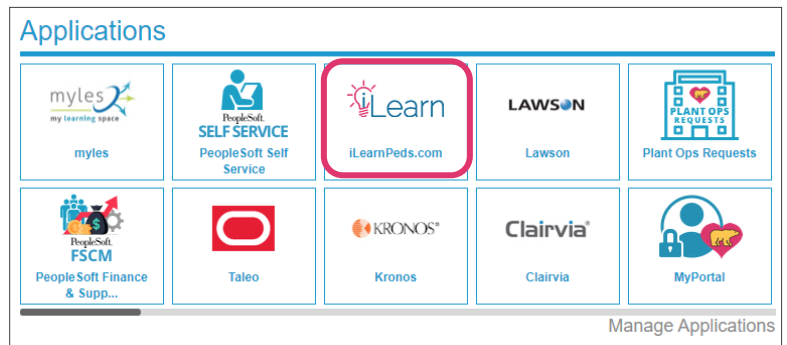 Applications
myles
my learning space
myles
PeopleSoft.
SELF SERVICE
PeopleSoft Self
Service
iLearn
iLearnPeds.com
LAWSON
Lawson
PLANT OPS
REQUESTS
Plant Ops Requests
PeopleSoft.
FSCM
PeopleSoft Finance
& Supp...
Taleo
KRONOS®
Kronos
Clairvia®
Clairvia
MyPortal
Manage Applications